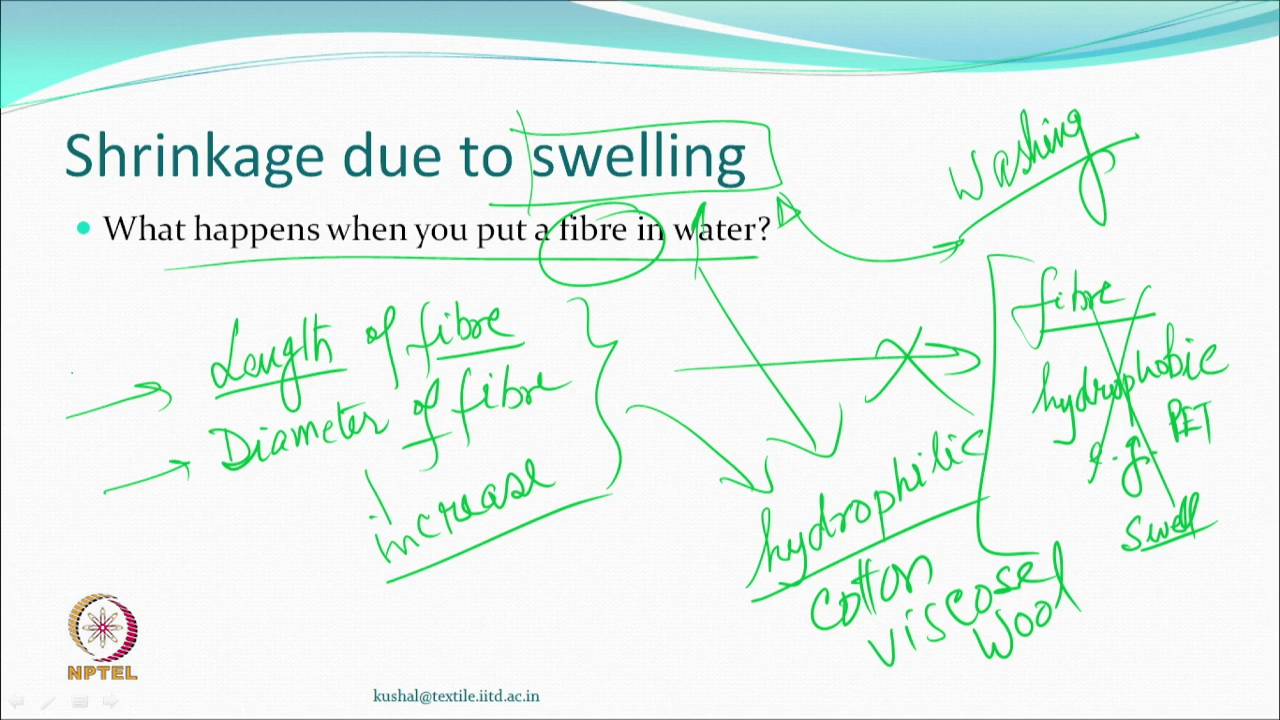 Shrinkage due to swelling
Washing
• What happens when you put a fibre in water?
Length of fibre
Diameter of fibre
increase
fibre
hydrophobic
e.g. PET
swell
hydrophilic
cotton
viscose
wool
NPTEL
kushal@textile.iitd.ac.in